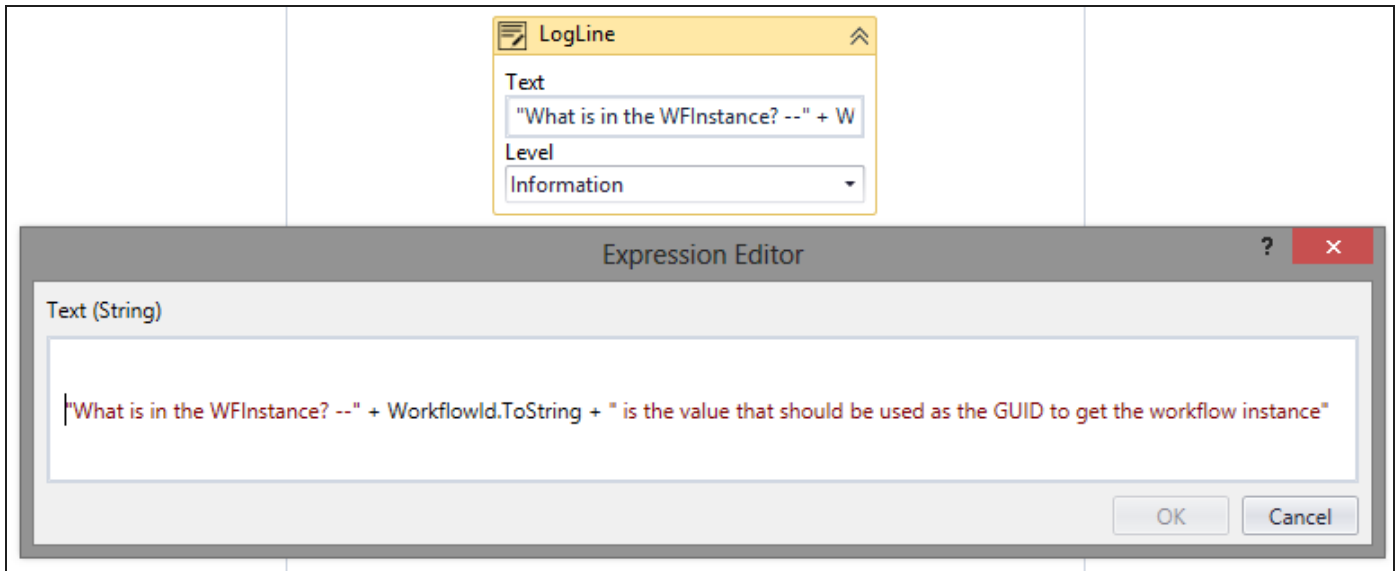 LogLine
Text
"What is in the WFInstance? --" + W
Level
Information
Expression Editor
?
Text (String)
"What is in the WFInstance? --" + WorkflowId.ToString + " is the value that should be used as the GUID to get the workflow instance"
OK Cancel